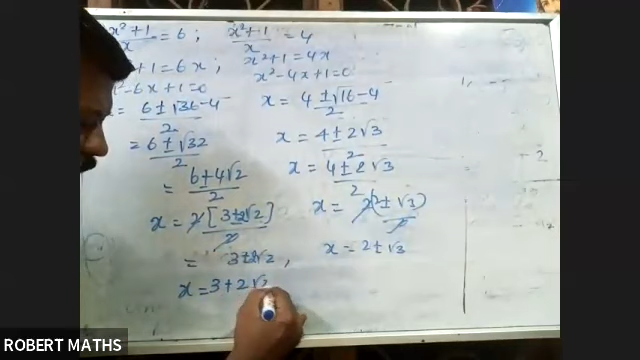 x²+1/x = 6 ; x²+1/x = 4
+1 = 6x ; x²+1 = 4x
-6x+1=0 x²-4x+1=0
= 6±√36-4/2 x = 4±√16-4/2
= 6±√32/2 x = 4±2√3/2
= 6±4√2/2 x = 4±2√3/2
x = 2[3±2√2]/2 x = 2(2±√3)/2
= 3±2√2 , x = 2±√3
x = 3+2√2
ROBERT MATHS